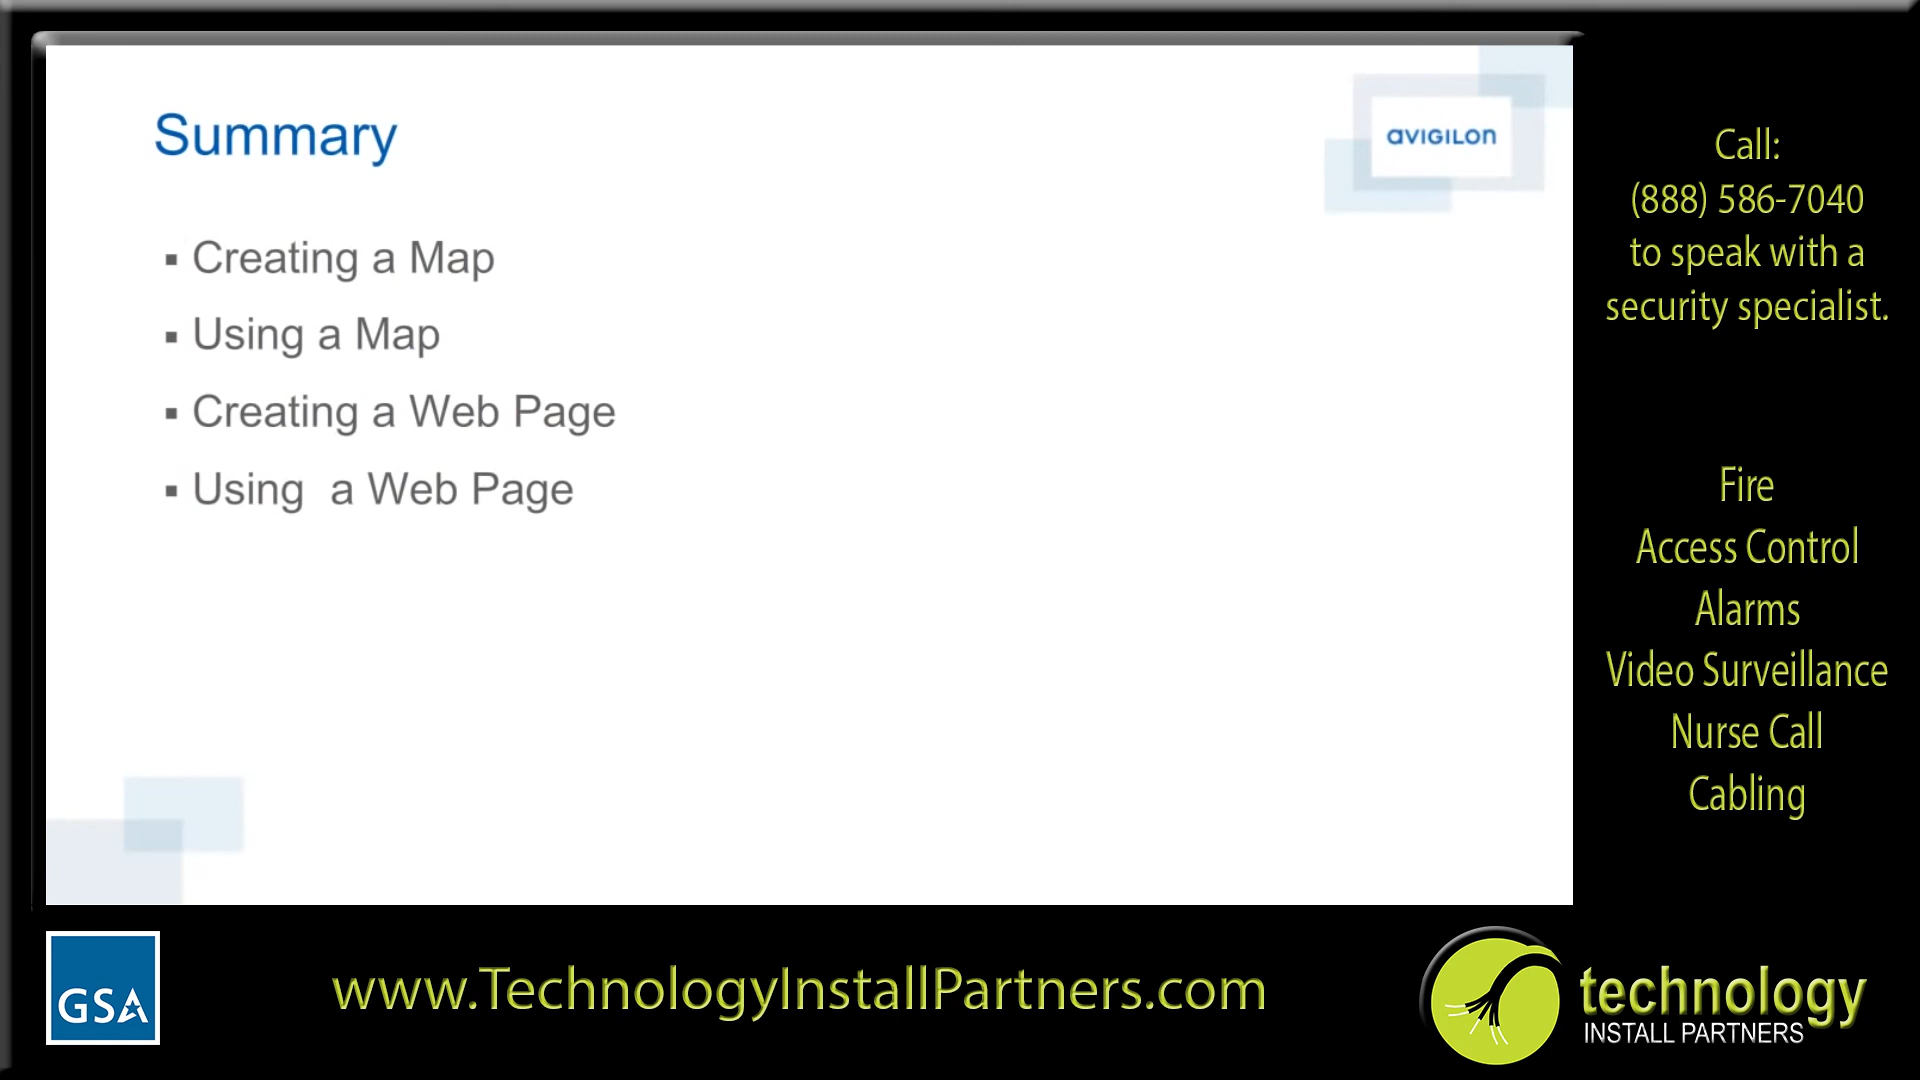 Summary
AVIGILON
Creating a Map
Using a Map
Creating a Web Page
Using  a Web Page
Call:
(888) 586-7040
to speak with a
security specialist.
Fire
Access Control
Alarms
Video Surveillance
Nurse Call
Cabling
GSA
www.TechnologyInstallPartners.com
technology
INSTALL PARTNERS